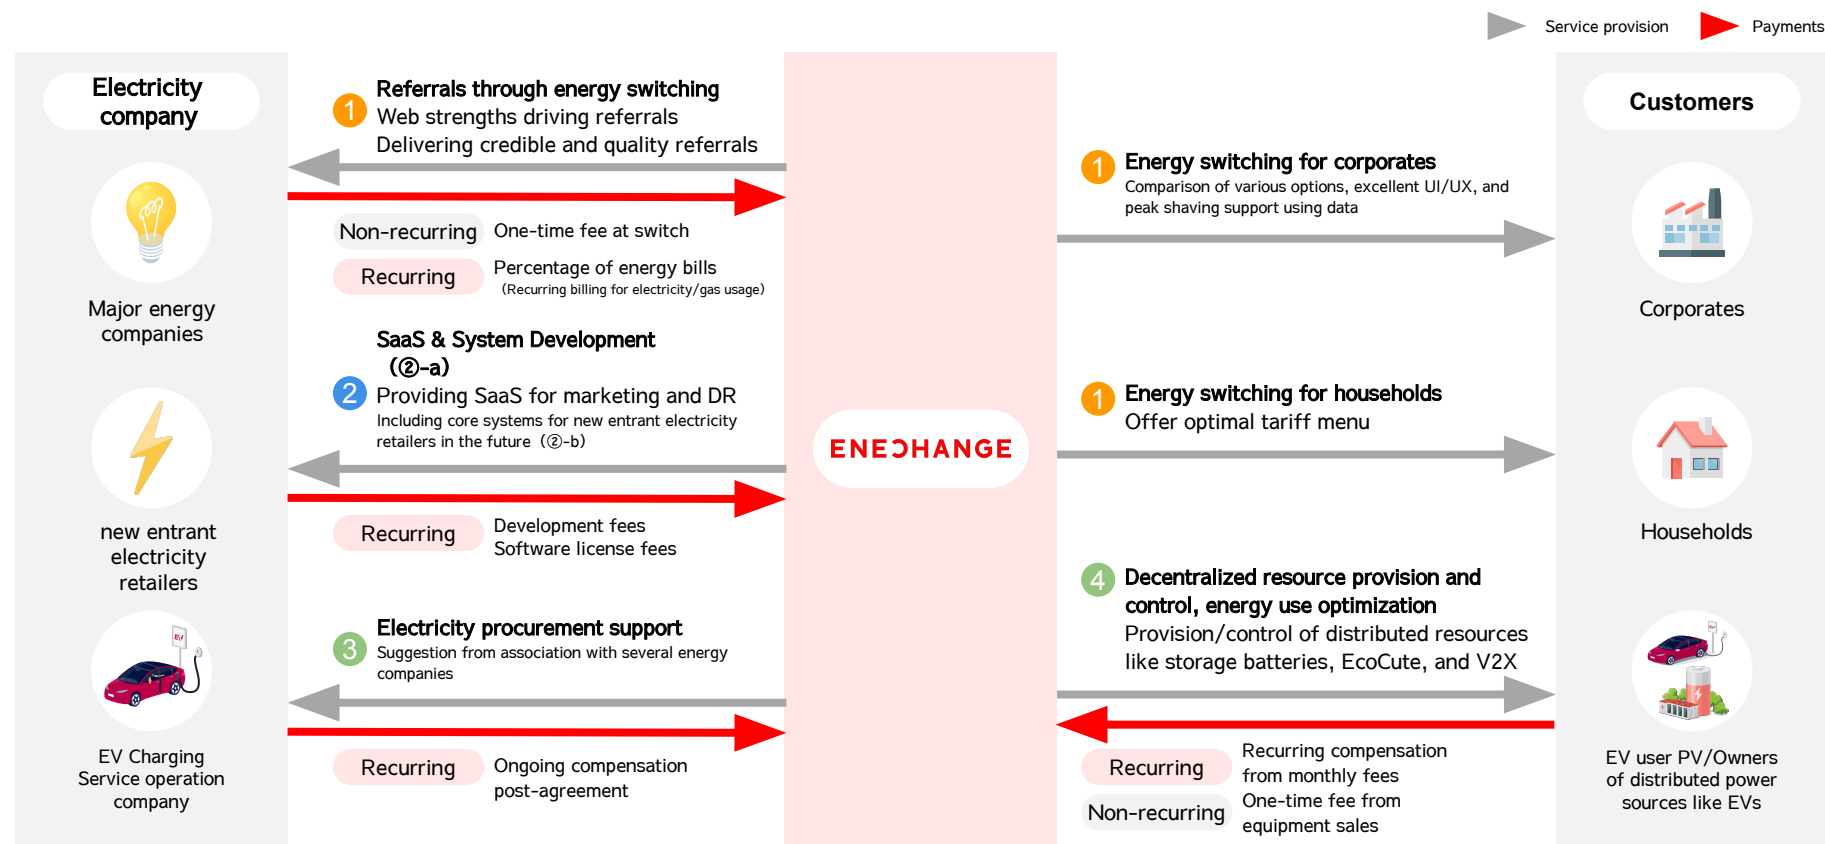 Service provision
Payments
Electricity
company
Major energy
companies
new entrant
electricity
retailers
EV
EV Charging
Service operation
company
1
Referrals through energy switching
Web strengths driving referrals
Delivering credible and quality referrals
Non-recurring
One-time fee at switch
Recurring
Percentage of energy bills
(Recurring billing for electricity/gas usage)
SaaS & System Development
(②-a)
2
Providing SaaS for marketing and DR
Including core systems for new entrant electricity
retailers in the future (②-b)
Recurring
Development fees
Software license fees
3
Electricity procurement support
Suggestion from association with several energy
companies
Recurring
Ongoing compensation
post-agreement
ENECHANGE
1
Energy switching for corporates
Comparison of various options, excellent UI/UX, and
peak shaving support using data
1
Energy switching for households
Offer optimal tariff menu
4
Decentralized resource provision and
control, energy use optimization
Provision/control of distributed resources
like storage batteries, EcoCute, and V2X
Recurring
Recurring compensation
from monthly fees
Non-recurring
One-time fee from
equipment sales
Customers
Corporates
Households
EV user PV/Owners
of distributed power
sources like EVs